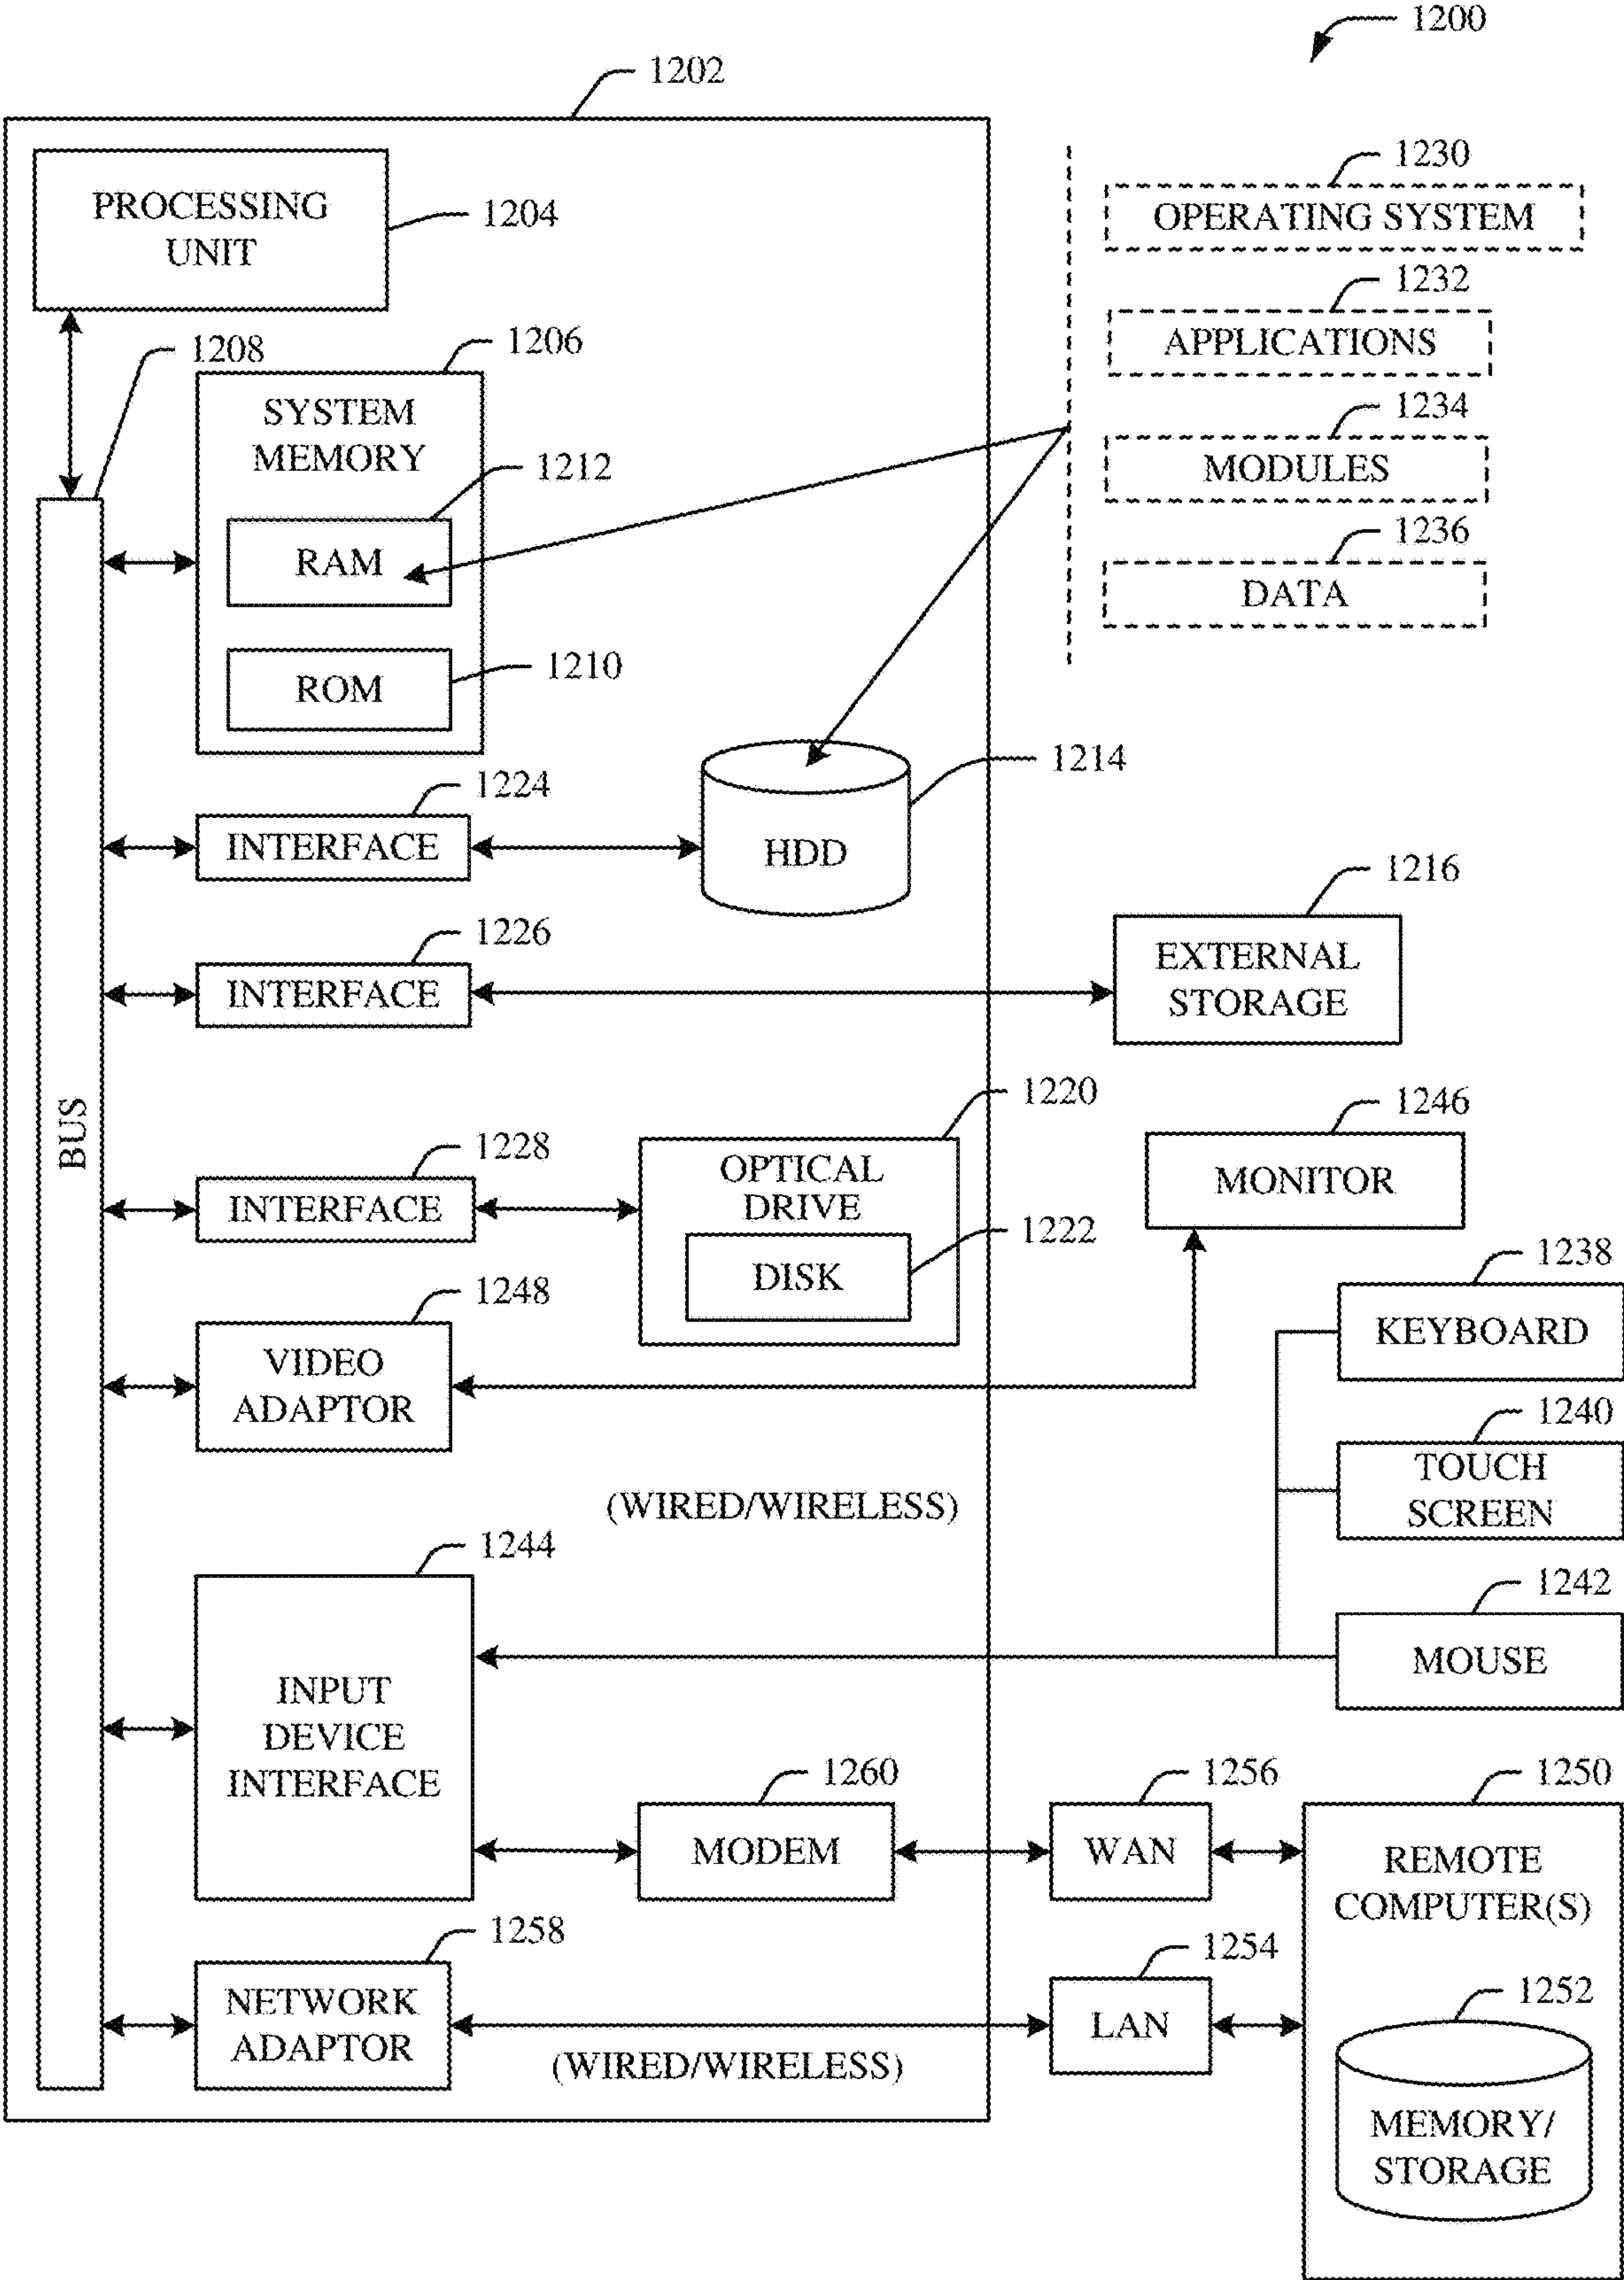 1200
1202
PROCESSING
UNIT
1204
1230
OPERATING SYSTEM
1232
APPLICATIONS
1234
MODULES
1236
DATA
1208
1206
SYSTEM
MEMORY
1212
RAM
1210
ROM
1224
INTERFACE
1214
HDD
1226
INTERFACE
1216
EXTERNAL
STORAGE
BUS
1228
INTERFACE
1220
OPTICAL
DRIVE
1222
DISK
1246
MONITOR
1248
VIDEO
ADAPTOR
1238
KEYBOARD
1240
TOUCH
SCREEN
(WIRED/WIRELESS)
1242
MOUSE
1244
INPUT
DEVICE
INTERFACE
1260
MODEM
1256
WAN
1250
REMOTE
COMPUTER(S)
1258
NETWORK
ADAPTOR
(WIRED/WIRELESS)
1254
LAN
1252
MEMORY/
STORAGE